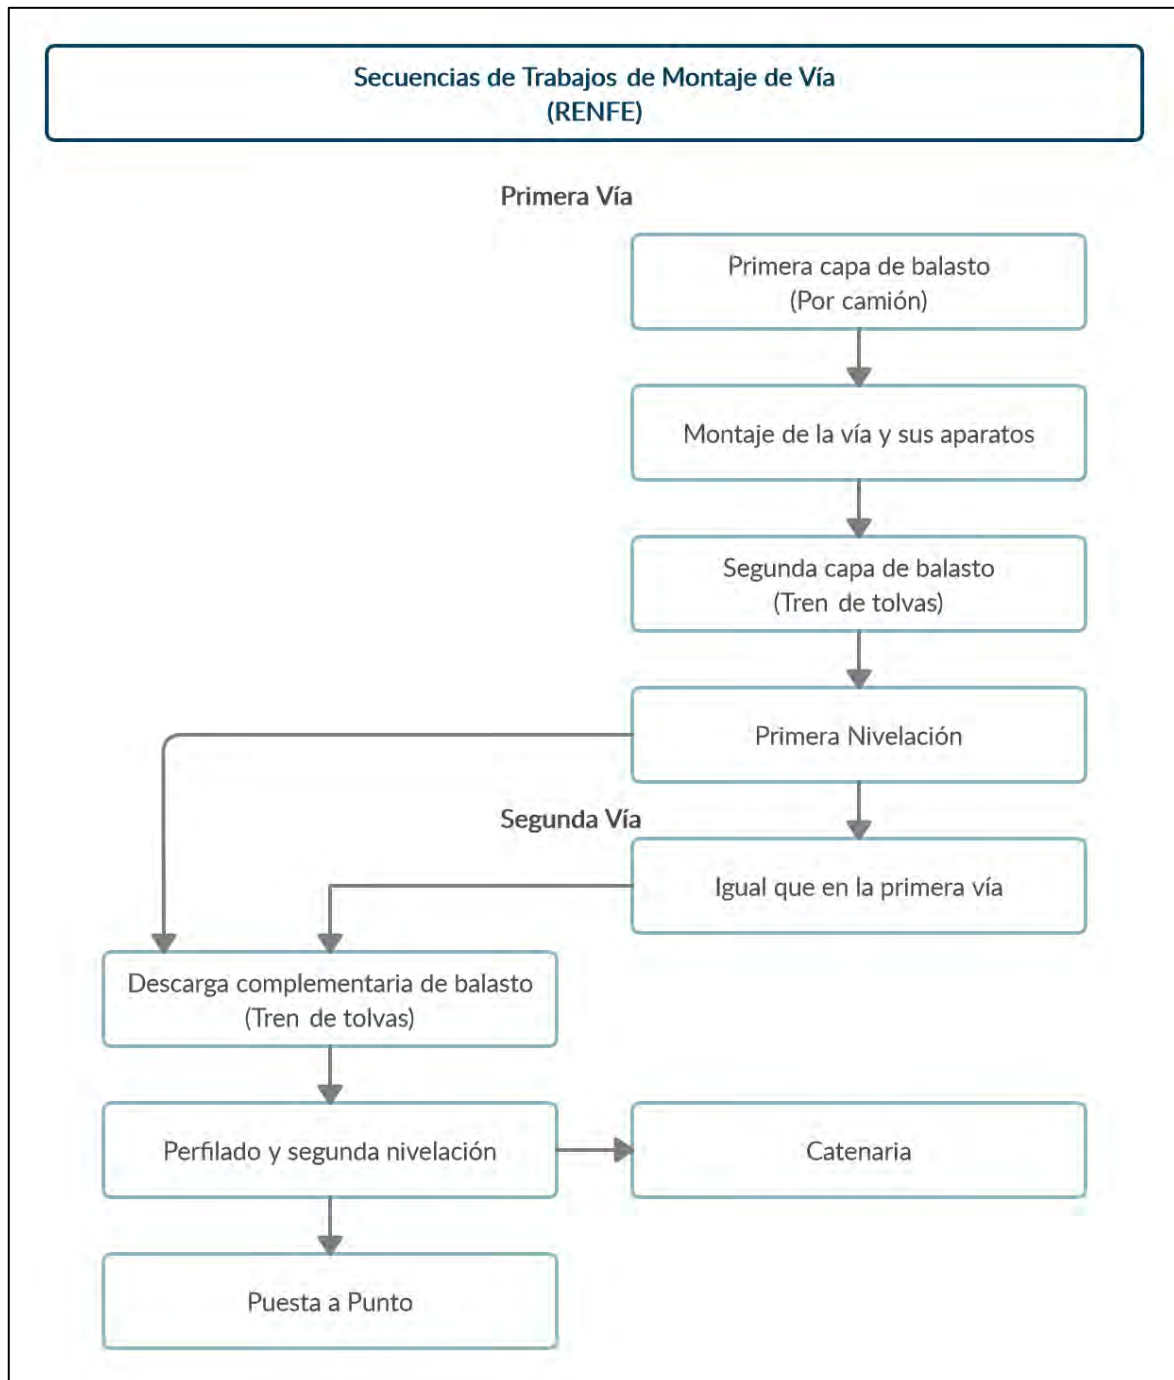 Secuencias de Trabajos de Montaje de Vía
(RENFE)
Primera Vía
Primera capa de balasto
(Por camión)
Montaje de la vía y sus aparatos
Segunda capa de balasto
(Tren de tolvas)
Primera Nivelación
Segunda Vía
Igual que en la primera vía
Descarga complementaria de balasto
(Tren de tolvas)
Perfilado y segunda nivelación
Catenaria
Puesta a Punto